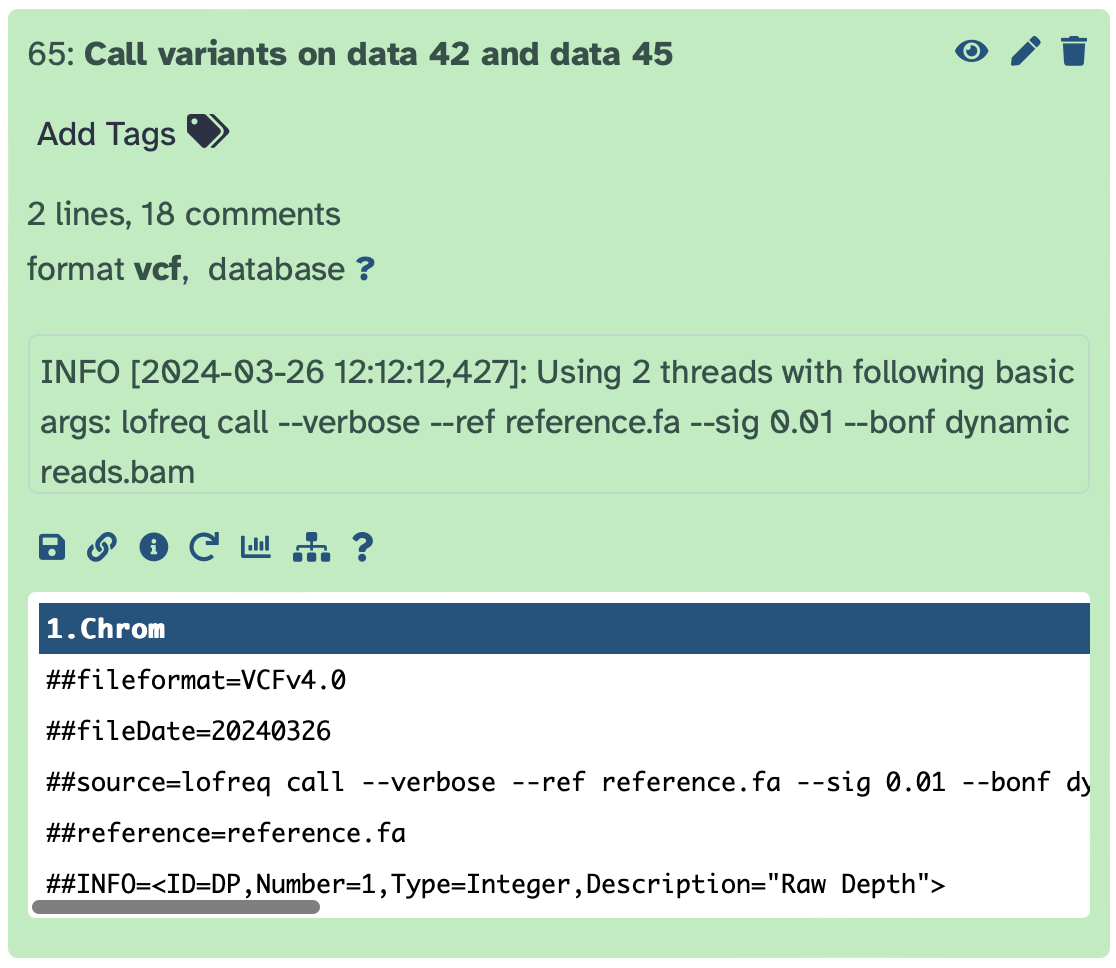 65: Call variants on data 42 and data 45
Add Tags
2 lines, 18 comments
format vcf, database ?
INFO [2024-03-26 12:12:12,427]: Using 2 threads with following basic
args: lofreq call --verbose --ref reference.fa --sig 0.01 --bonf dynamic
reads.bam
1.Chrom
##fileformat=VCFv4.0
##fileDate=20240326
##source=lofreq call --verbose --ref reference.fa --sig 0.01 --bonf dy
##reference=reference.fa
##INFO=<ID=DP,Number=1,Type=Integer,Description="Raw Depth">